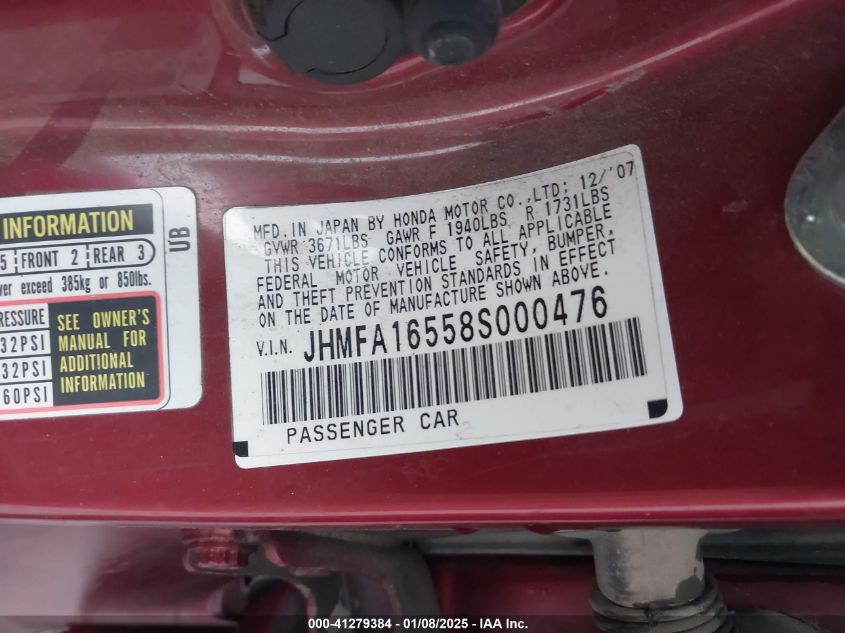 INFORMATION
5 FRONT 2 REAR 3
ver exceed 385kg or 850lbs.
RESSURE
32PSI
32PSI
60PSI
SEE OWNER'S
MANUAL FOR
ADDITIONAL
INFORMATION
UB
MFD. IN JAPAN BY HONDA MOTOR CO., LTD; 12/'07
GVWR 3671LBS GAWR F 1940LBS R 1731LBS
THIS VEHICLE CONFORMS TO ALL APPLICABLE
FEDERAL MOTOR VEHICLE SAFETY, BUMPER,
AND THEFT PREVENTION STANDARDS IN EFFECT
ON THE DATE OF MANUFACTURE SHOWN ABOVE.
V.I.N. JHMFA16558S000476
PASSENGER CAR
000-41279384 - 01/08/2025 - IAA Inc.